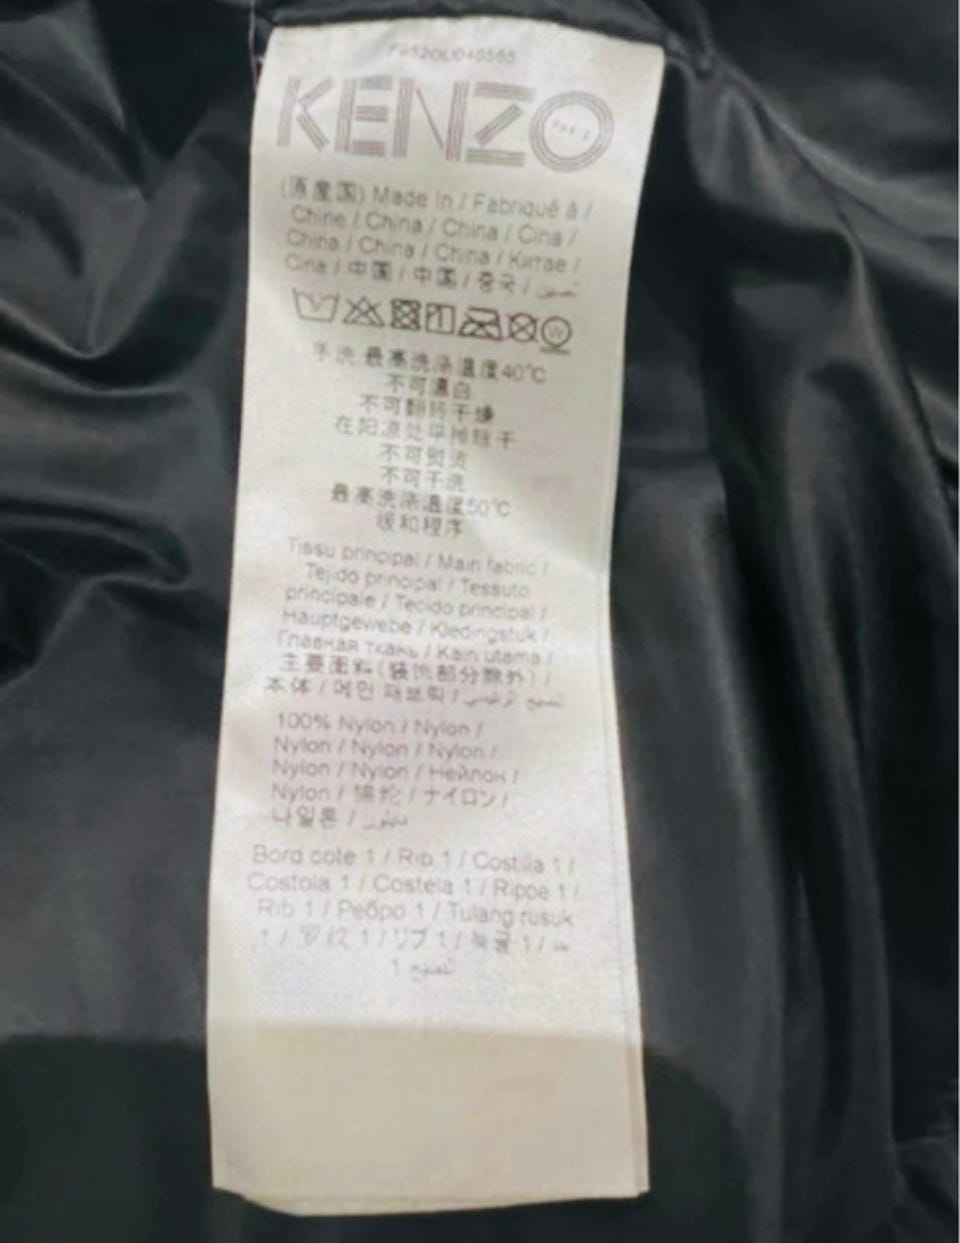 KENZO
PARIS
(原産国) Made In / Fabriqué à /
Chine / China / China / Cina /
China / China / China / Китае /
Cina / 中国 / 中国 / 중국 /
手洗 最高洗涤温度40°C
不可漂白
不可翻转干燥
在阴凉处平摊晾干
不可熨烫
不可干洗
最高洗涤温度50°C
缓和程序
Tissu principal / Main fabric /
Tejido principal / Tessuto
principale / Tecido principal /
Hauptgewebe / Kledingstuk /
Главная ткань / Kain utama /
主要面料(装饰部分除外) /
本体 / 메인 패브릭 /
100% Nylon / Nylon /
Nylon / Nylon / Nylon /
Nylon / Nylon / Нейлон /
Nylon / 锦纶 / ナイロン /
나일론 / نايلون
Bord cote 1 / Rib 1 / Costilla 1 /
Costola 1 / Costela 1 / Rippe 1 /
Rib 1 / Ребро 1 / Tulang rusuk
1 / 罗纹 1 / リブ 1 / 1 /
1